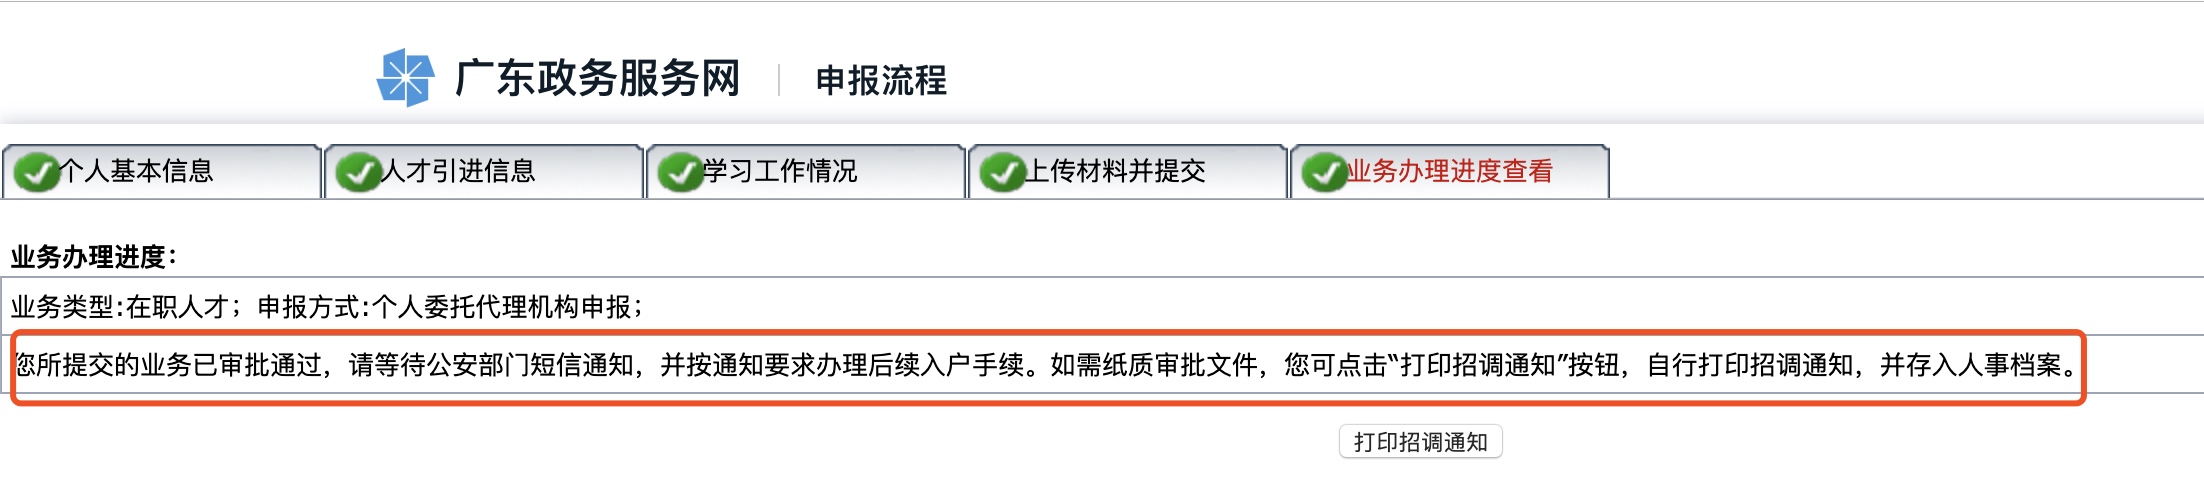 广东政务服务网 | 申报流程
个人基本信息 人才引进信息 学习工作情况 上传材料并提交 业务办理进度查看
业务办理进度：
业务类型:在职人才；申报方式:个人委托代理机构申报；
您所提交的业务已审批通过，请等待公安部门短信通知，并按通知要求办理后续入户手续。如需纸质审批文件，您可点击“打印招调通知”按钮，自行打印招调通知，并存入人事档案。
打印招调通知